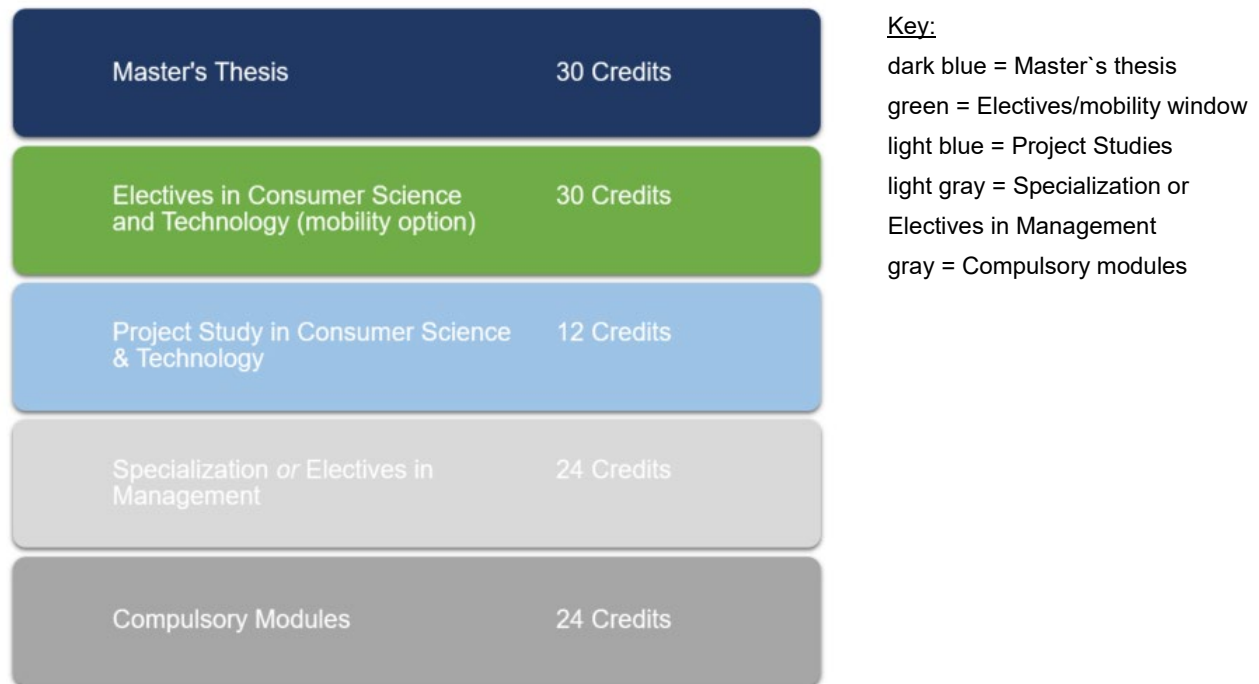 Master's Thesis 30 Credits
Electives in Consumer Science 30 Credits
and Technology (mobility option)
Project Study in Consumer Science 12 Credits
& Technology
Specialization or Electives in 24 Credits
Management
Compulsory Modules 24 Credits
Key:
dark blue = Master`s thesis
green = Electives/mobility window
light blue = Project Studies
light gray = Specialization or
Electives in Management
gray = Compulsory modules